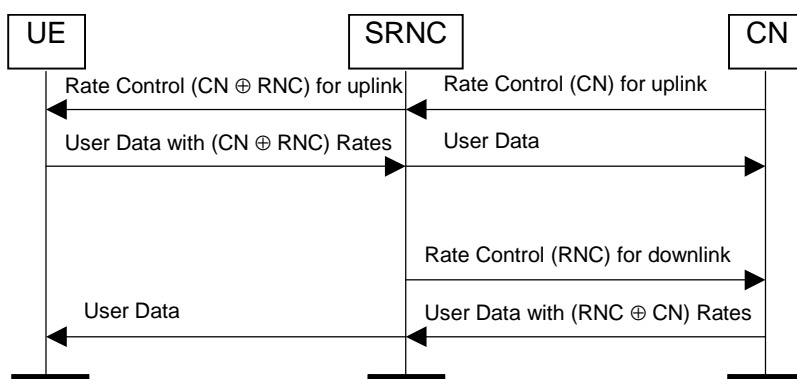 UE
SRNC
CN
Rate Control (CN ⊕ RNC) for uplink
Rate Control (CN) for uplink
User Data with (CN ⊕ RNC) Rates
User Data
Rate Control (RNC) for downlink
User Data
User Data with (RNC ⊕ CN) Rates